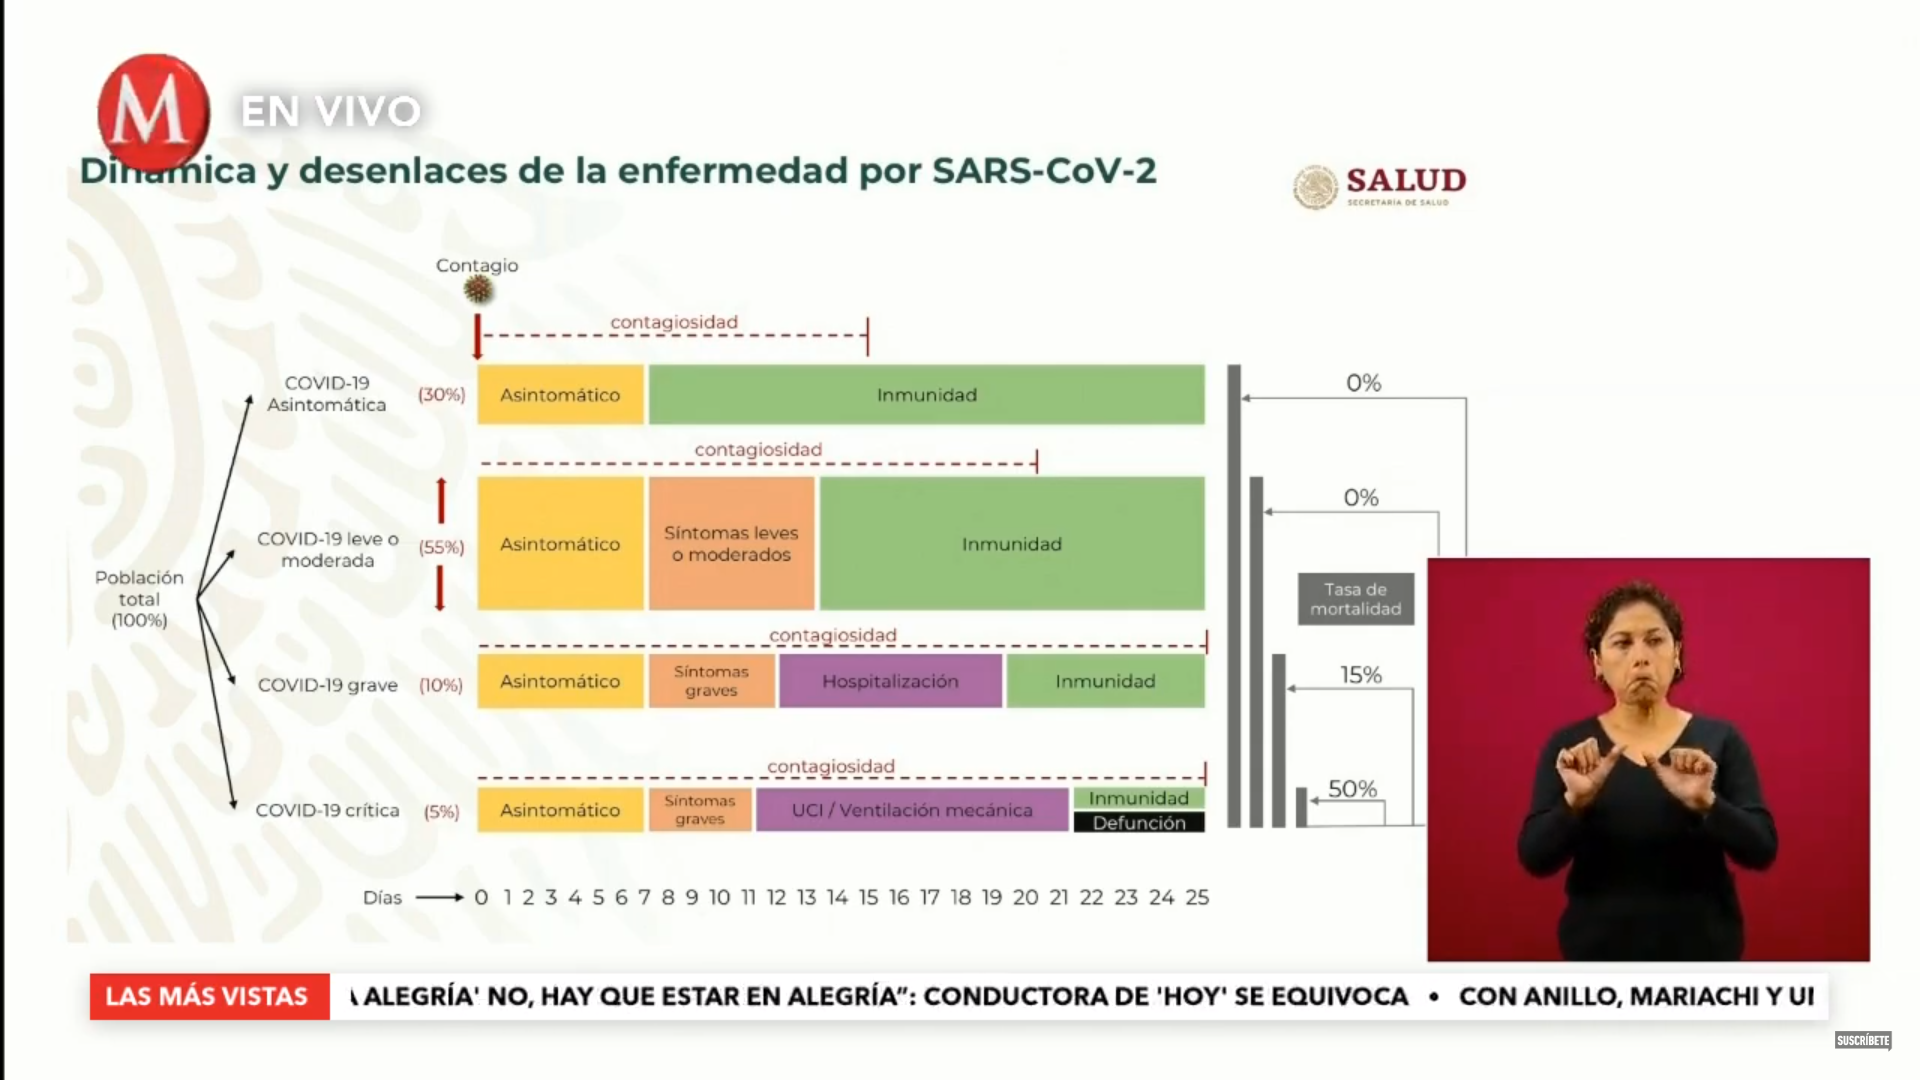 M EN VIVO
Dinámica y desenlaces de la enfermedad por SARS-CoV-2
SALUD
SECRETARÍA DE SALUD
Contagio
contagiosidad
COVID-19
Asintomática
(30%)
Asintomático
Inmunidad
0%
contagiosidad
COVID-19 leve o
moderada
(55%)
Asintomático
Síntomas leves
o moderados
Inmunidad
0%
Población
total
(100%)
Tasa de
mortalidad
contagiosidad
COVID-19 grave
(10%)
Asintomático
Síntomas
graves
Hospitalización
Inmunidad
15%
contagiosidad
COVID-19 crítica
(5%)
Asintomático
Síntomas
graves
UCI / Ventilación mecánica
Inmunidad
Defunción
50%
Días 0 1 2 3 4 5 6 7 8 9 10 11 12 13 14 15 16 17 18 19 20 21 22 23 24 25
LAS MÁS VISTAS
A ALEGRÍA' NO, HAY QUE ESTAR EN ALEGRÍA”: CONDUCTORA DE 'HOY' SE EQUIVOCA • CON ANILLO, MARIACHI Y
SUSCRÍBETE